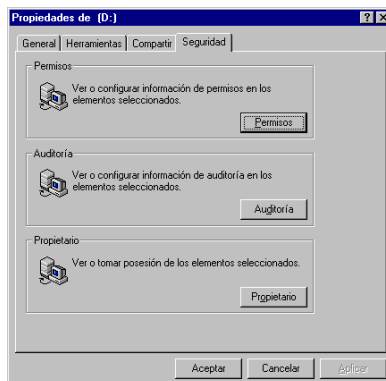 Propiedades de (D:)
General Herramientas Compartir Seguridad
Permisos
Ver o configurar información de permisos en los
elementos seleccionados.
Permisos
Auditoría
Ver o configurar información de auditoría en los
elementos seleccionados.
Auditoría
Propietario
Ver o tomar posesión de los elementos seleccionados.
Propietario
Aceptar Cancelar Aplicar